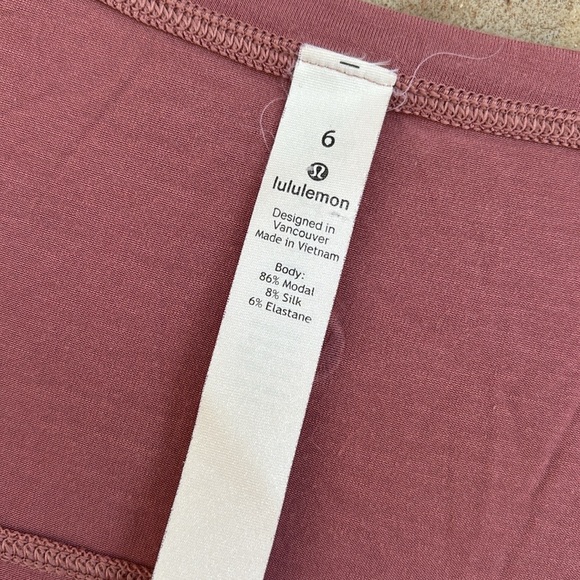 6
lululemon
Designed in
Vancouver
Made in Vietnam
Body:
86% Modal
8% Silk
6% Elastane